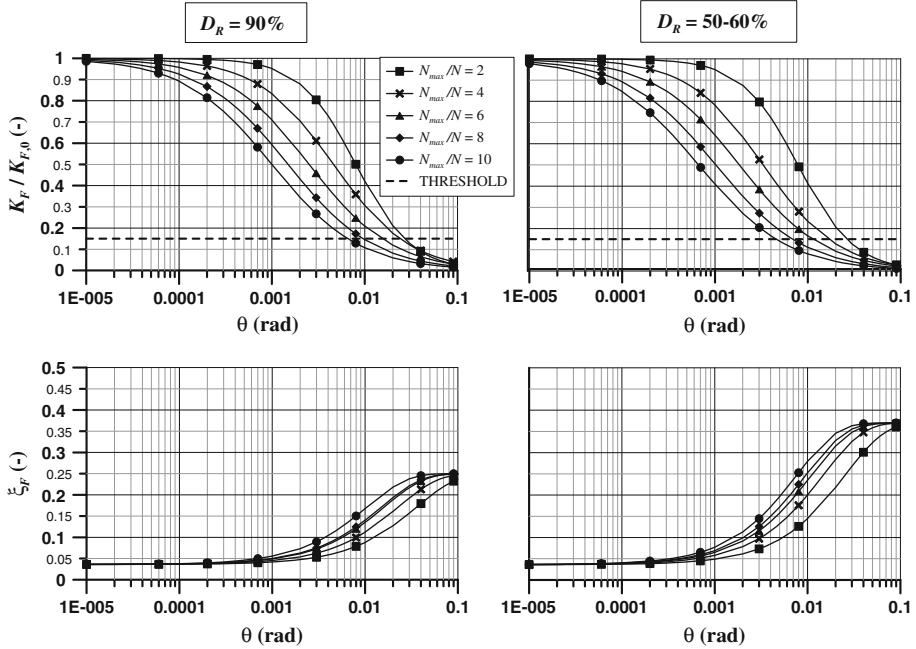 D_R = 90%
D_R = 50-60%
K_F / K_{F,0} (-)
1
0.9
0.8
0.7
0.6
0.5
0.4
0.3
0.2
0.1
0
N_max/N = 2
N_max/N = 4
N_max/N = 6
N_max/N = 8
N_max/N = 10
THRESHOLD
1E-005 0.0001 0.001 0.01 0.1
θ (rad)
1E-005 0.0001 0.001 0.01 0.1
θ (rad)
ξ_F (-)
0.5
0.45
0.4
0.35
0.3
0.25
0.2
0.15
0.1
0.05
0
1E-005 0.0001 0.001 0.01 0.1
θ (rad)
1E-005 0.0001 0.001 0.01 0.1
θ (rad)